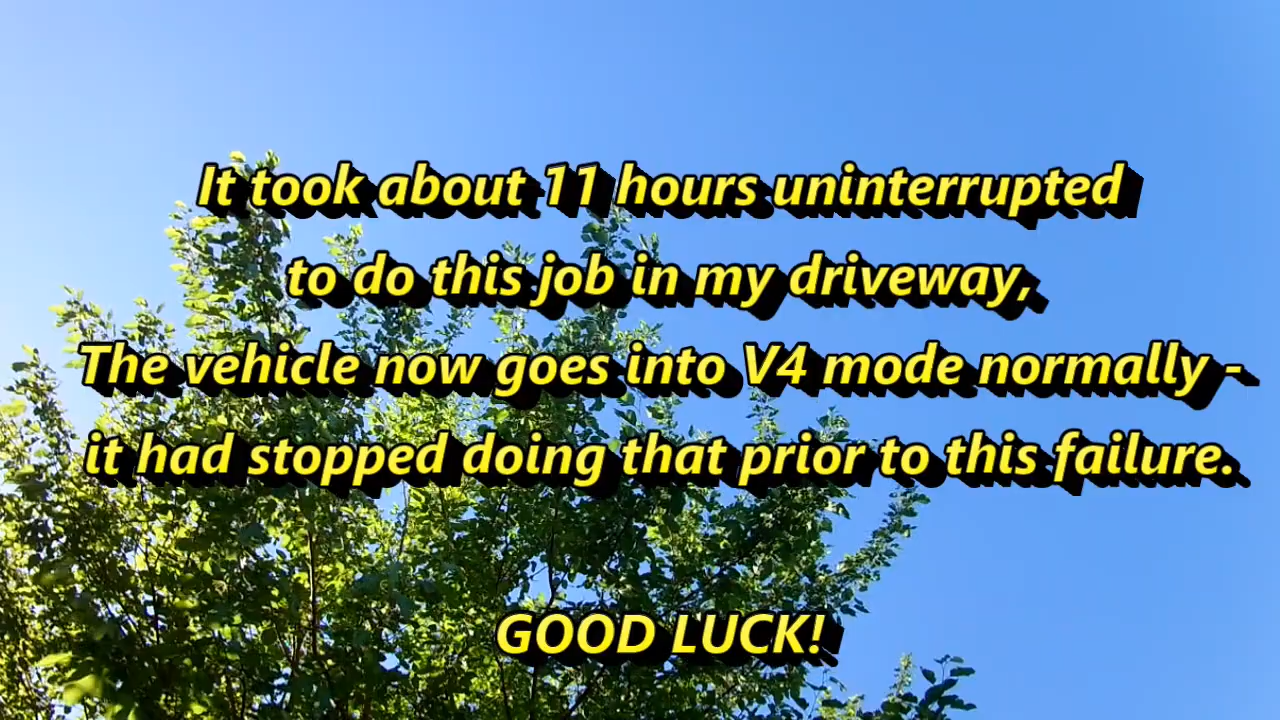 It took about 11 hours uninterrupted
to do this job in my driveway,
The vehicle now goes into V4 mode normally -
it had stopped doing that prior to this failure.
GOOD LUCK!